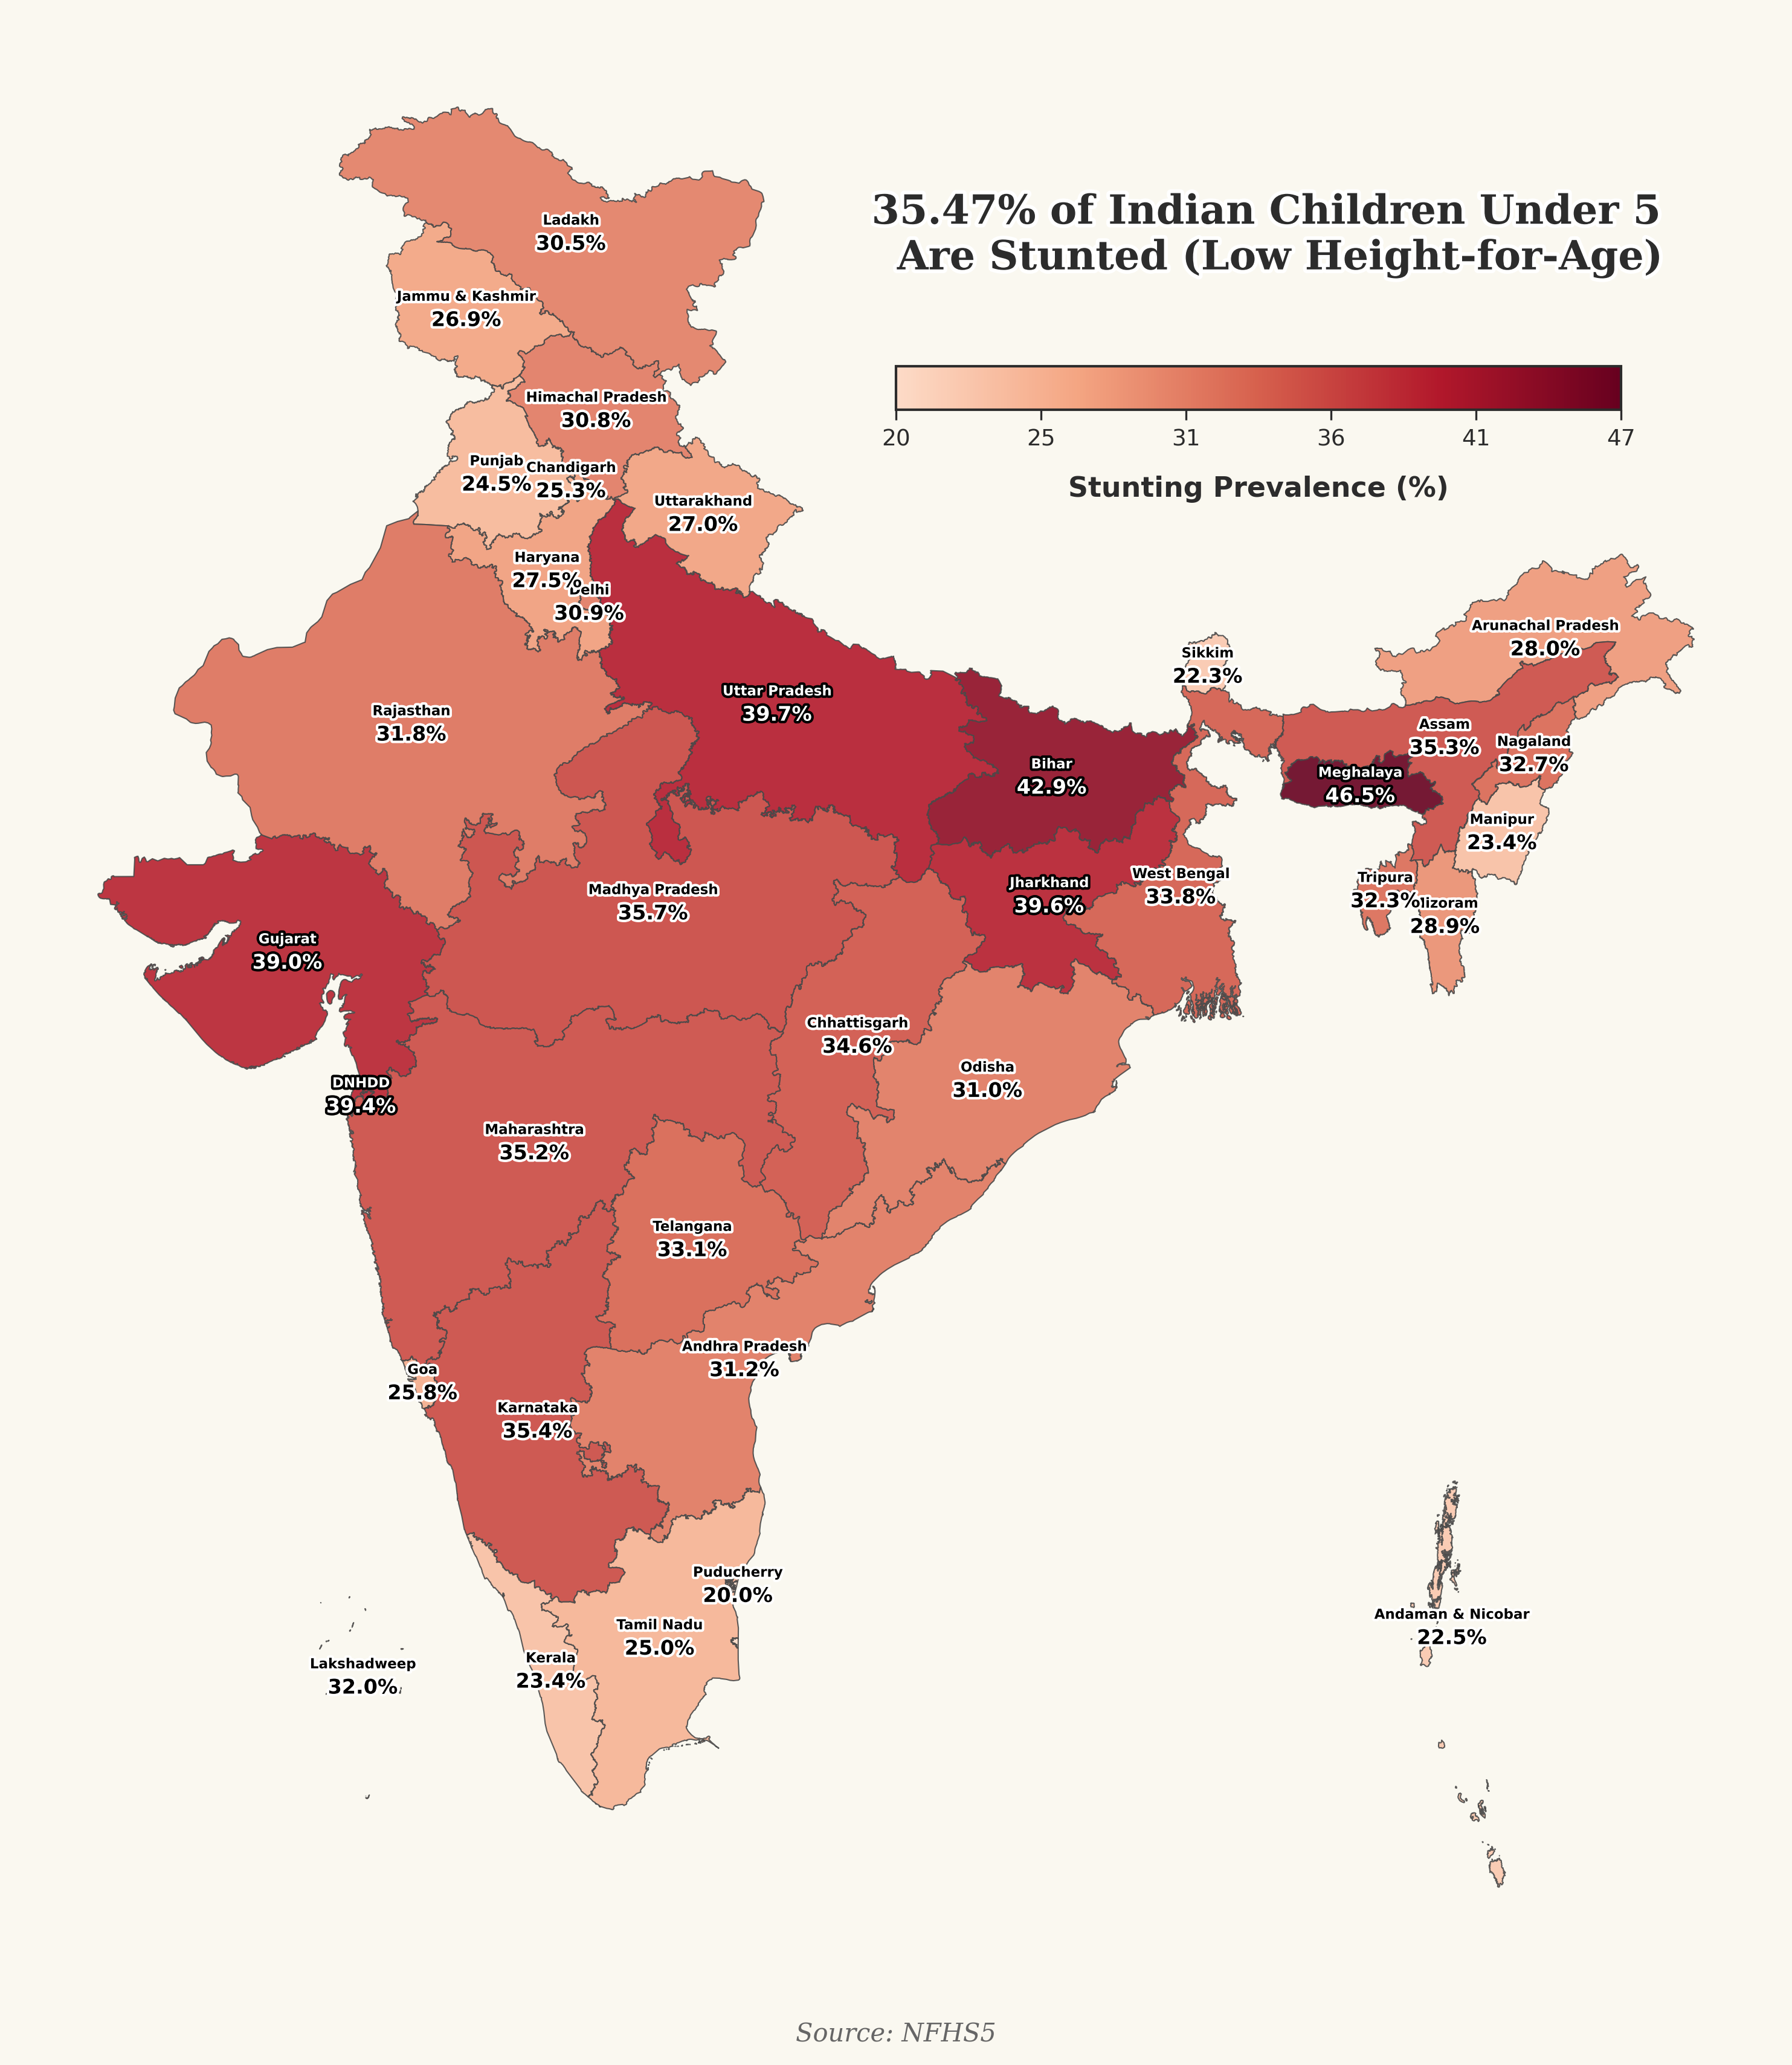 35.47% of Indian Children Under 5
Are Stunted (Low Height-for-Age)
20 25 31 36 41 47
Stunting Prevalence (%)
Ladakh
30.5%
Jammu & Kashmir
26.9%
Himachal Pradesh
30.8%
Punjab
24.5%
Chandigarh
25.3%
Uttarakhand
27.0%
Haryana
27.5%
Delhi
30.9%
Arunachal Pradesh
28.0%
Sikkim
22.3%
Uttar Pradesh
39.7%
Rajasthan
31.8%
Assam
35.3%
Nagaland
32.7%
Bihar
42.9%
Meghalaya
46.5%
Manipur
23.4%
West Bengal
33.8%
Tripura
32.3%
Jharkhand
39.6%
Madhya Pradesh
35.7%
lizoram
28.9%
Gujarat
39.0%
Chhattisgarh
34.6%
Odisha
31.0%
DNHDD
39.4%
Maharashtra
35.2%
Telangana
33.1%
Andhra Pradesh
31.2%
Goa
25.8%
Karnataka
35.4%
Puducherry
20.0%
Andaman & Nicobar
22.5%
Tamil Nadu
25.0%
Kerala
23.4%
Lakshadweep
32.0%
Source: NFHS5